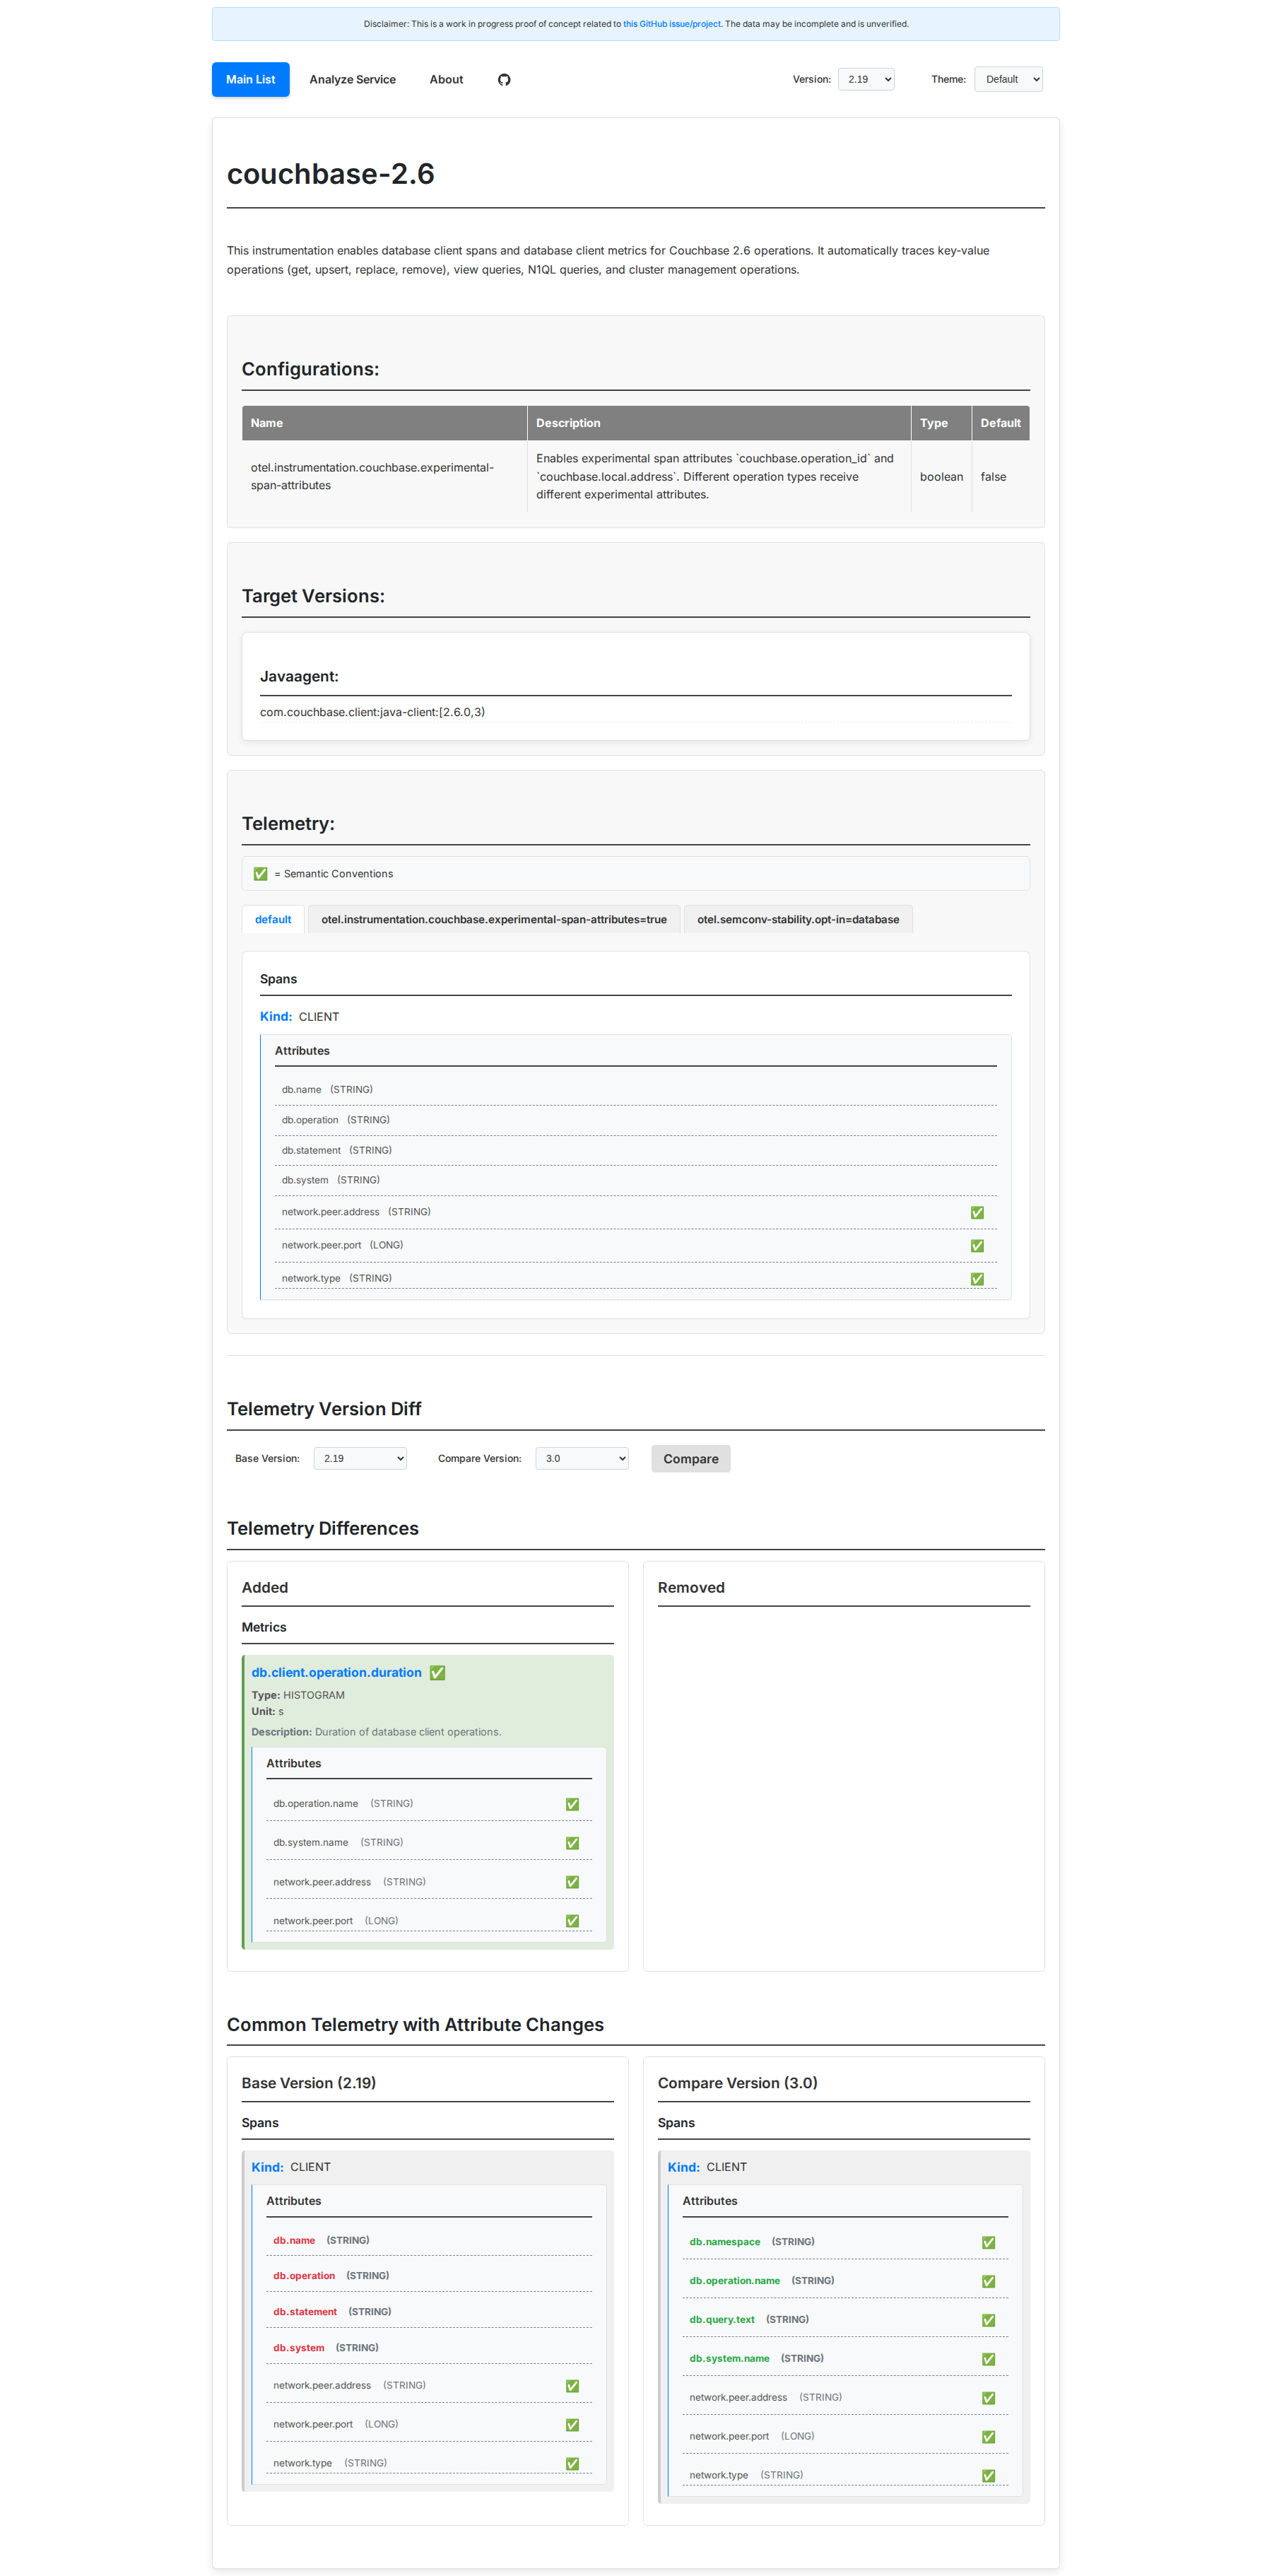 Disclaimer: This is a work in progress proof of concept related to this GitHub issue/project. The data may be incomplete and is unverified.
Main List
Analyze Service
About
Version: 2.19
Theme: Default
couchbase-2.6
This instrumentation enables database client spans and database client metrics for Couchbase 2.6 operations. It automatically traces key-value
operations (get, upsert, replace, remove), view queries, N1QL queries, and cluster management operations.
Configurations:
Name Description Type Default
otel.instrumentation.couchbase.experimental-
span-attributes
Enables experimental span attributes `couchbase.operation_id` and
`couchbase.local.address`. Different operation types receive
different experimental attributes.
boolean
false
Target Versions:
Javaagent:
com.couchbase.client:java-client:[2.6.0,3)
Telemetry:
✅ = Semantic Conventions
default
otel.instrumentation.couchbase.experimental-span-attributes=true
otel.semconv-stability.opt-in=database
Spans
Kind: CLIENT
Attributes
db.name (STRING)
db.operation (STRING)
db.statement (STRING)
db.system (STRING)
network.peer.address (STRING) ✅
network.peer.port (LONG) ✅
network.type (STRING) ✅
Telemetry Version Diff
Base Version: 2.19 Compare Version: 3.0 Compare
Telemetry Differences
Added
Metrics
db.client.operation.duration ✅
Type: HISTOGRAM
Unit: s
Description: Duration of database client operations.
Attributes
db.operation.name (STRING) ✅
db.system.name (STRING) ✅
network.peer.address (STRING) ✅
network.peer.port (LONG) ✅
Removed
Common Telemetry with Attribute Changes
Base Version (2.19)
Spans
Kind: CLIENT
Attributes
db.name (STRING)
db.operation (STRING)
db.statement (STRING)
db.system (STRING)
network.peer.address (STRING) ✅
network.peer.port (LONG) ✅
network.type (STRING) ✅
Compare Version (3.0)
Spans
Kind: CLIENT
Attributes
db.namespace (STRING) ✅
db.operation.name (STRING) ✅
db.query.text (STRING) ✅
db.system.name (STRING) ✅
network.peer.address (STRING) ✅
network.peer.port (LONG) ✅
network.type (STRING) ✅